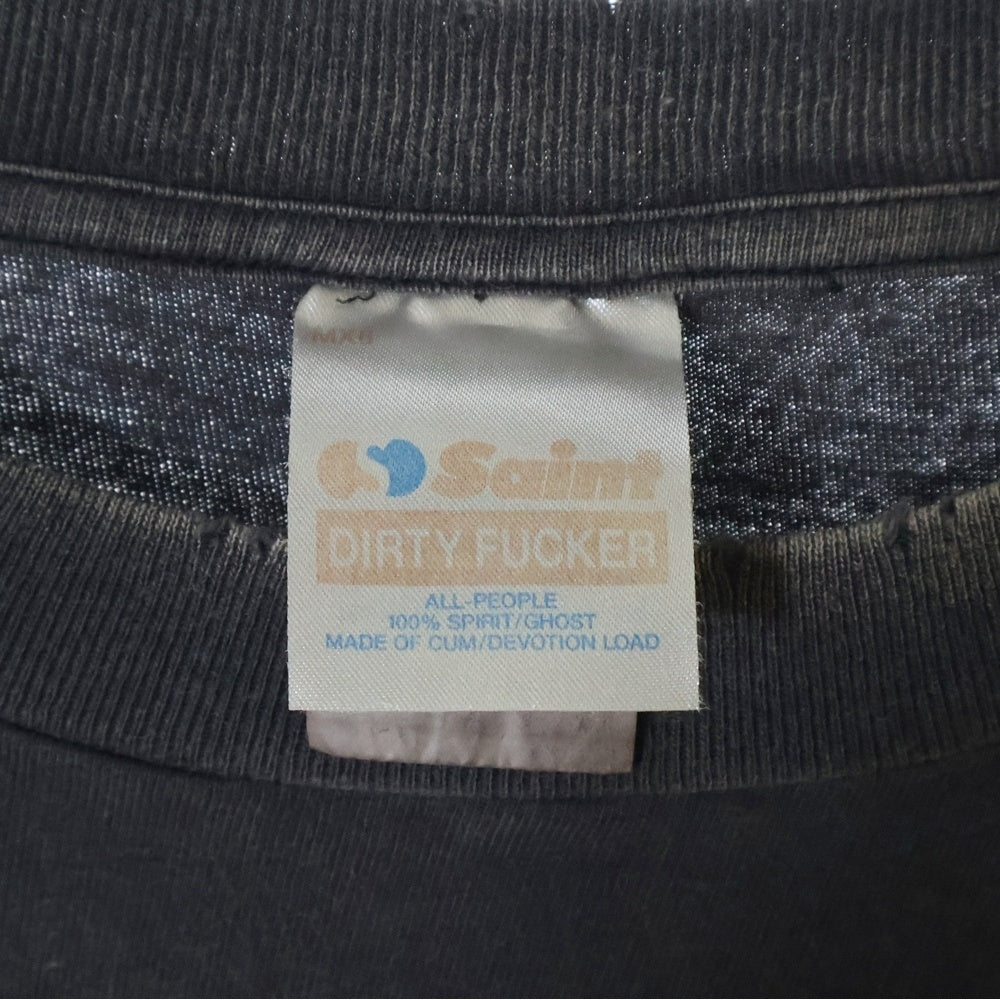 Saint
DIRTY FUCKER
ALL-PEOPLE
100% SPIRIT/GHOST
MADE OF CUM/DEVOTION LOAD